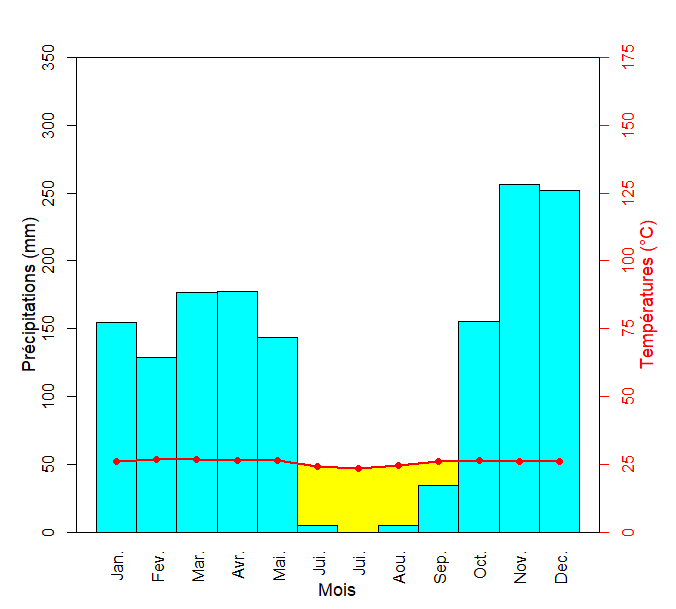 Précipitations (mm)
350
300
250
200
150
100
50
0
Températures (°C)
175
150
125
100
75
50
25
0
Jan.
Fev.
Mar.
Avr.
Mai.
Jui.
Jui.
Aou.
Sep.
Oct.
Nov.
Dec.
Mois